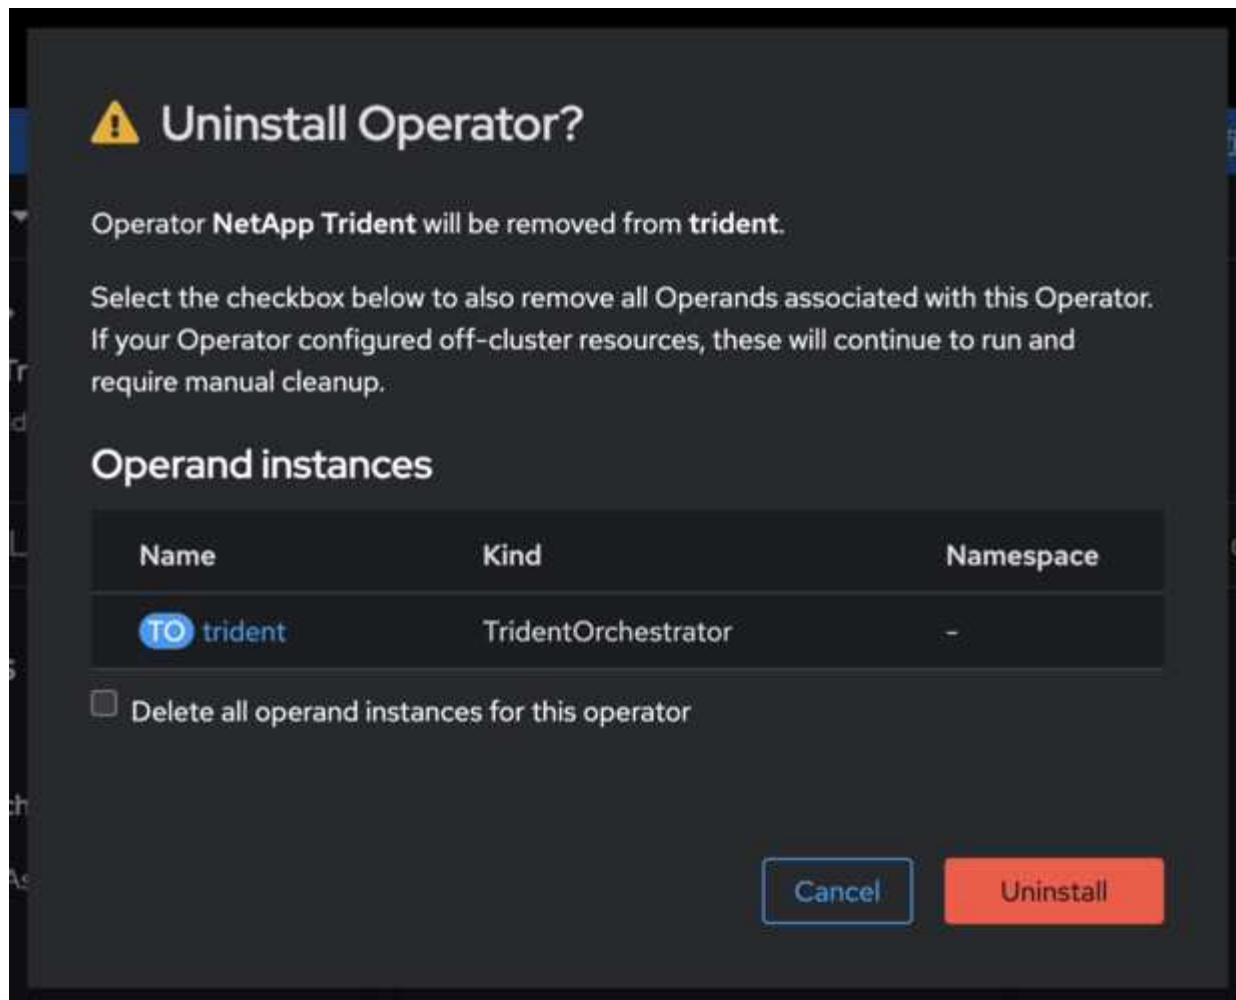 Uninstall Operator?
Operator NetApp Trident will be removed from trident.
Select the checkbox below to also remove all Operands associated with this Operator.
If your Operator configured off-cluster resources, these will continue to run and
require manual cleanup.
Operand instances
Name Kind Namespace
TO trident TridentOrchestrator -
Delete all operand instances for this operator
Cancel Uninstall